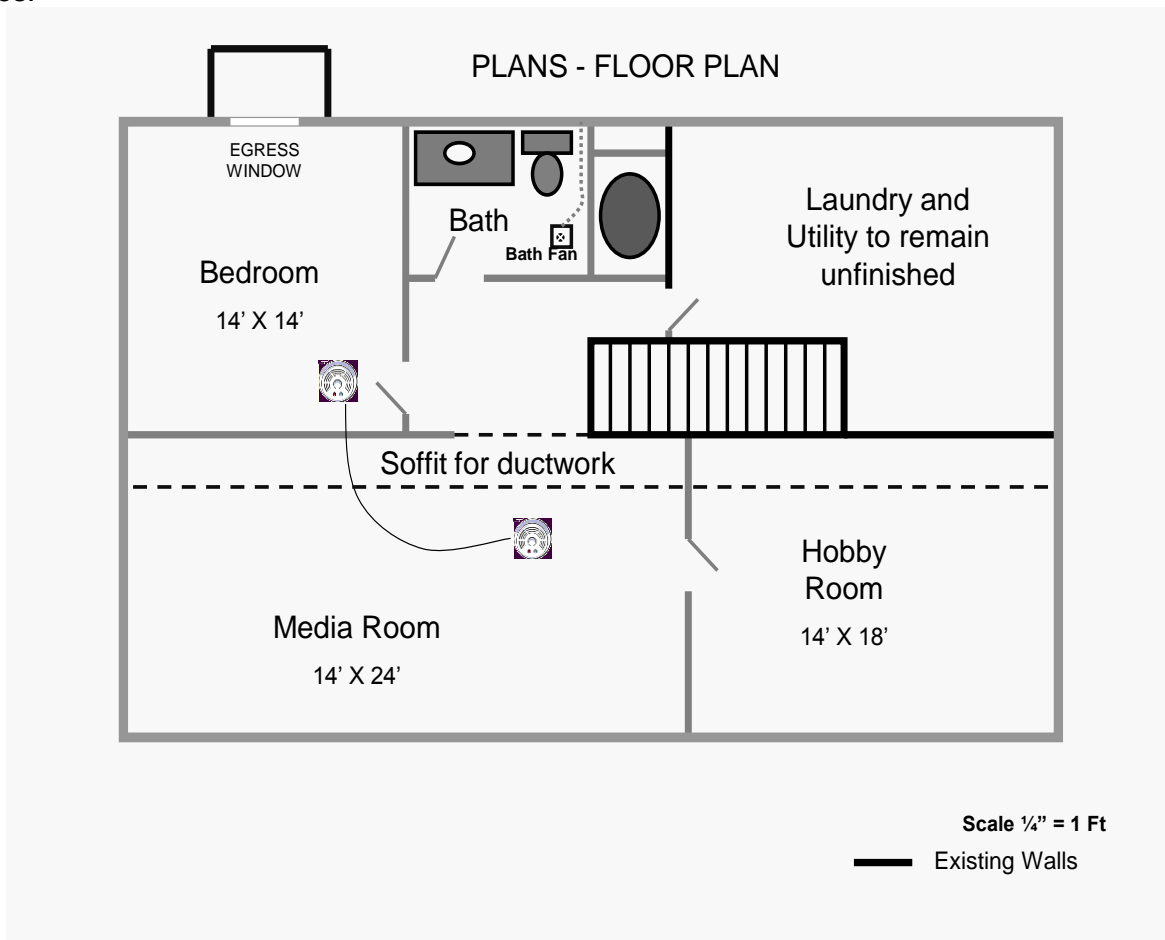 PLANS - FLOOR PLAN
EGRESS
WINDOW
Bath
Bath Fan
Laundry and
Utility to remain
unfinished
Bedroom
14’ X 14’
Soffit for ductwork
Hobby
Room
14’ X 18’
Media Room
14’ X 24’
Scale ¼” = 1 Ft
Existing Walls